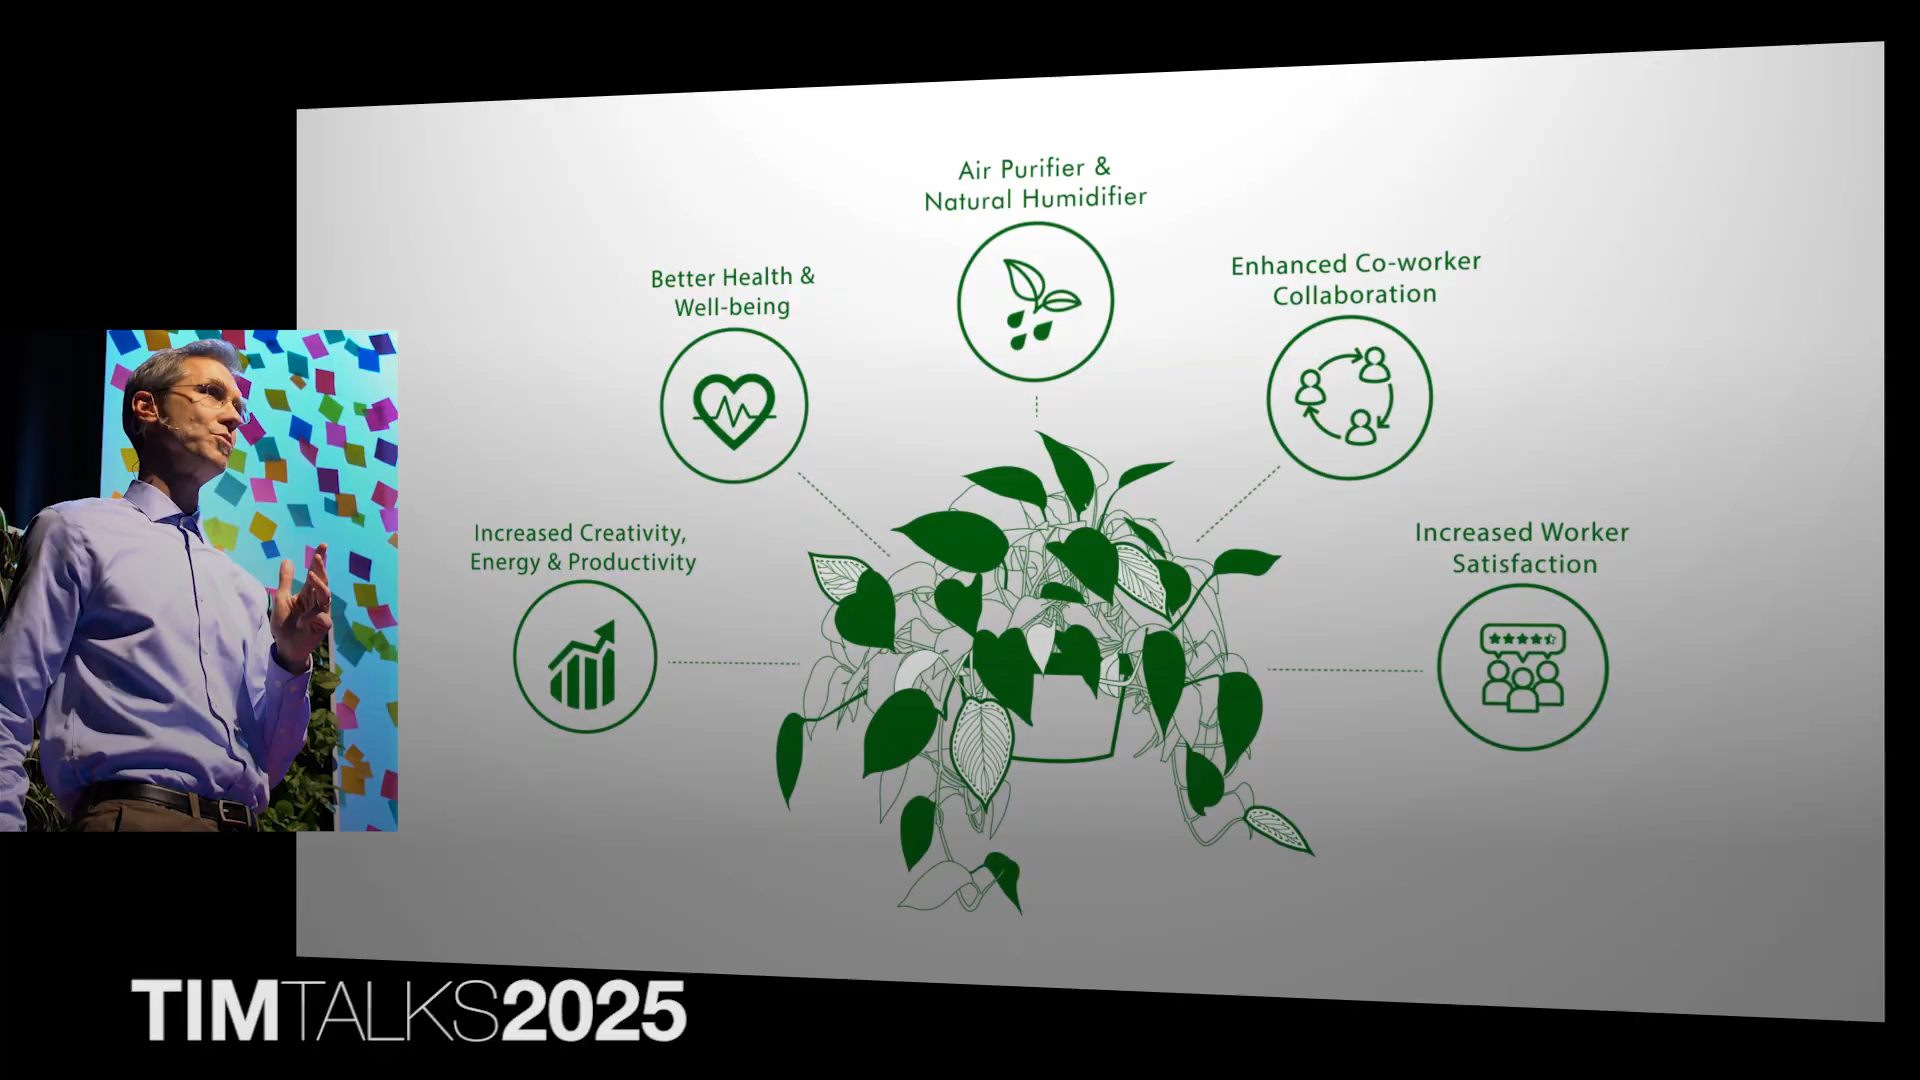 Air Purifier &
Natural Humidifier
Better Health &
Well-being
Enhanced Co-worker
Collaboration
Increased Creativity,
Energy & Productivity
Increased Worker
Satisfaction
TIMTALKS2025